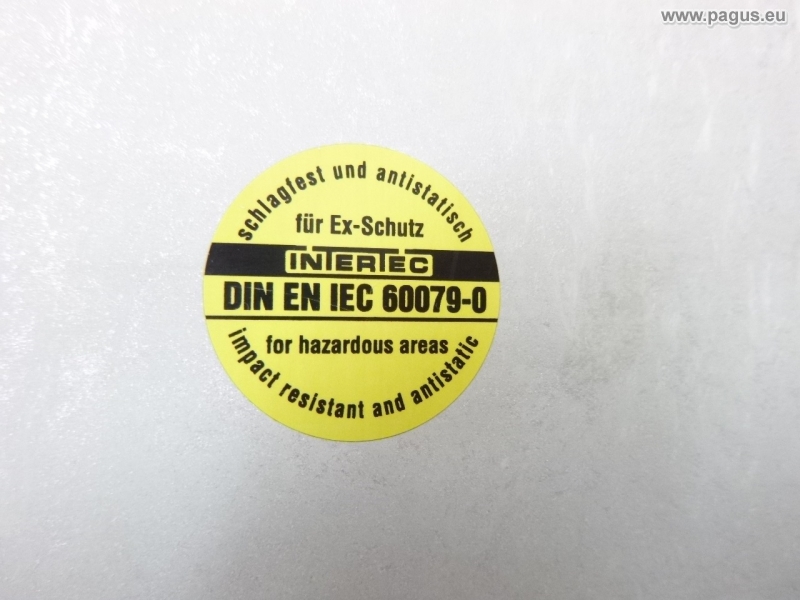 www.pagus.eu
schlagfest und antistatisch
für Ex-Schutz
INTERTEC
DIN EN IEC 60079-0
for hazardous areas
impact resistant and antistatic